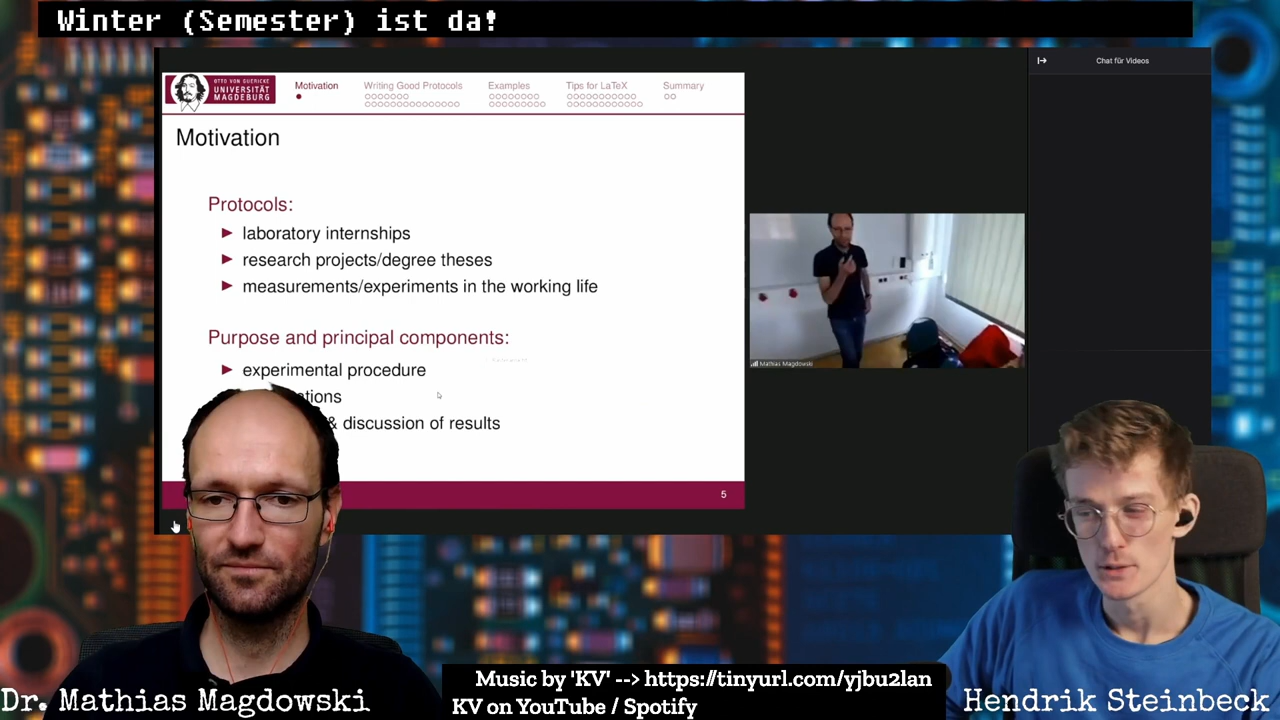 Winter (Semester) ist da!
OTTO VON GUERICKE
UNIVERSITÄT
MAGDEBURG
Motivation
Writing Good Protocols
Examples
Tips for LaTeX
Summary
Chat für Videos
Motivation
Protocols:
laboratory internships
research projects/degree theses
measurements/experiments in the working life
Purpose and principal components:
experimental procedure
& discussion of results
5
Mathias Magdowski
Music by 'KV' --> https://tinyurl.com/yjbu2lan
KV on YouTube / Spotify
Dr. Mathias Magdowski
Hendrik Steinbeck